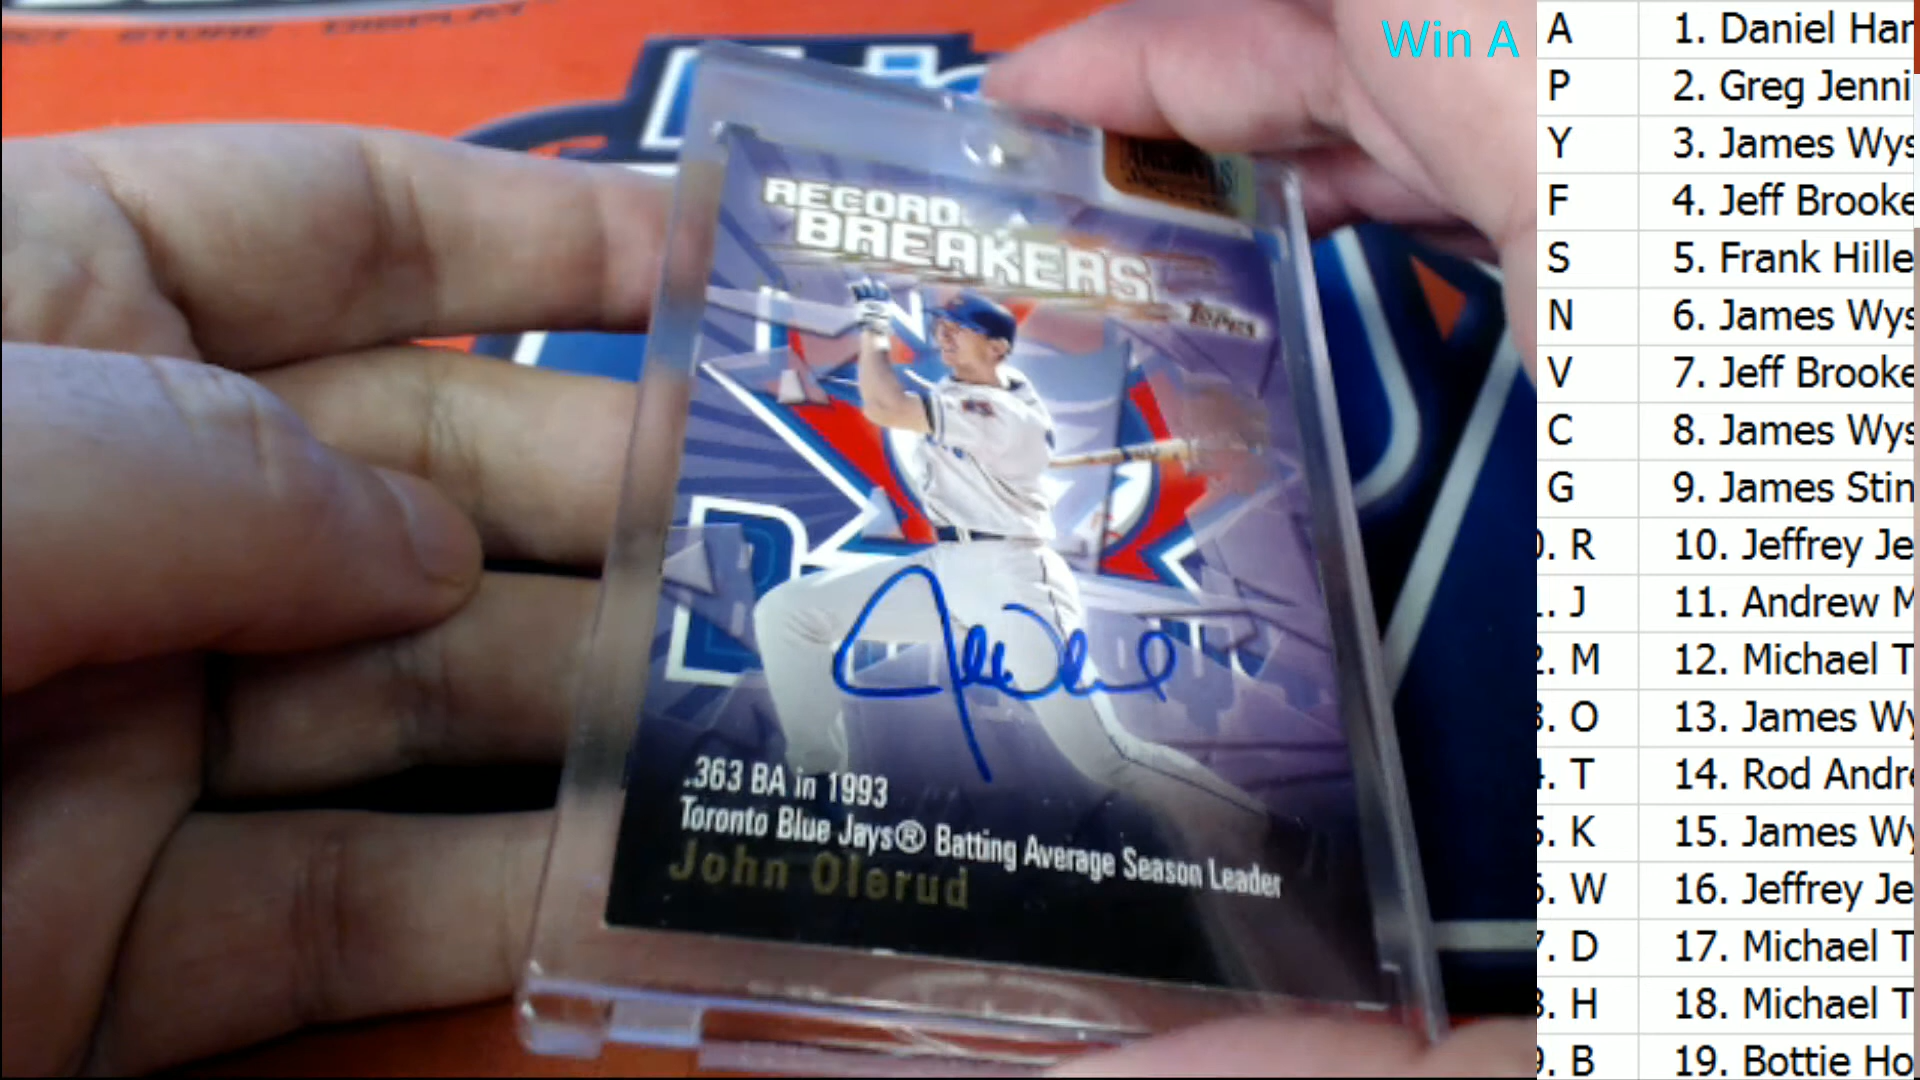 Win A
RECORD
BREAKERS
TOPPS
.363 BA in 1993
Toronto Blue Jays® Batting Average Season Leader
John Olerud
A 1. Daniel Har
P 2. Greg Jenni
Y 3. James Wys
F 4. Jeff Brooke
S 5. Frank Hille
N 6. James Wys
V 7. Jeff Brooke
C 8. James Wys
G 9. James Stin
. R 10. Jeffrey Je
. J 11. Andrew M
. M 12. Michael T
. O 13. James Wy
. T 14. Rod Andre
. K 15. James Wy
. W 16. Jeffrey Je
. D 17. Michael T
. H 18. Michael T
. B 19. Bottie Ho